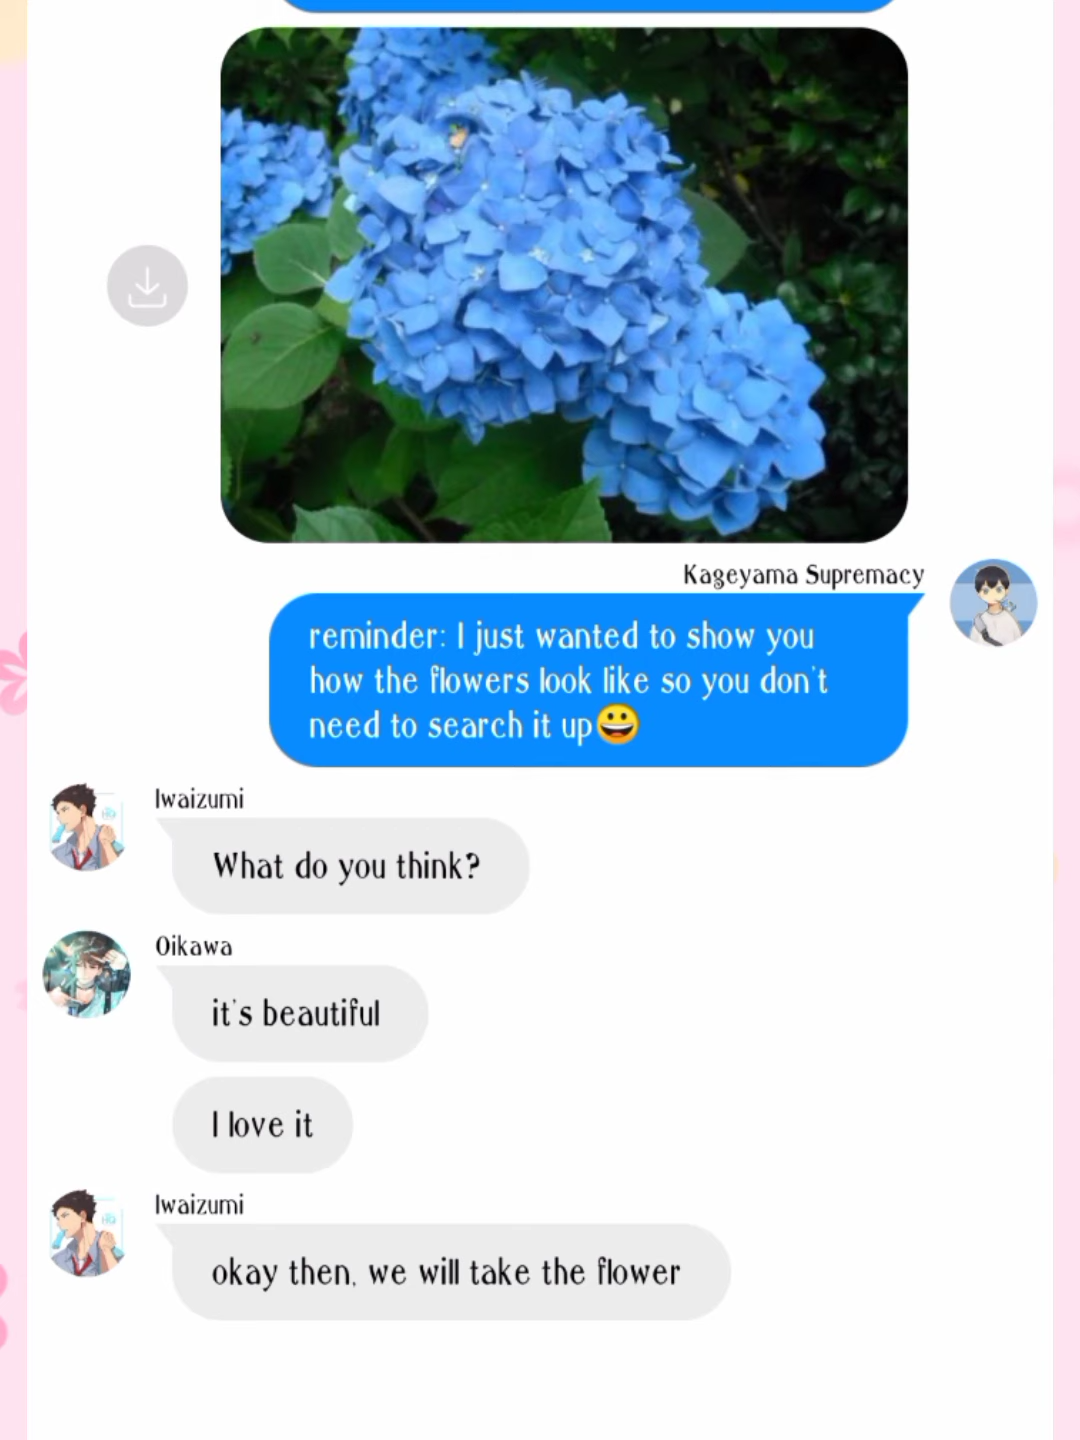 Kageyama Supremacy
reminder: I just wanted to show you
how the flowers look like so you don't
need to search it up😀
Iwaizumi
What do you think?
Oikawa
it's beautiful
I love it
Iwaizumi
okay then, we will take the flower